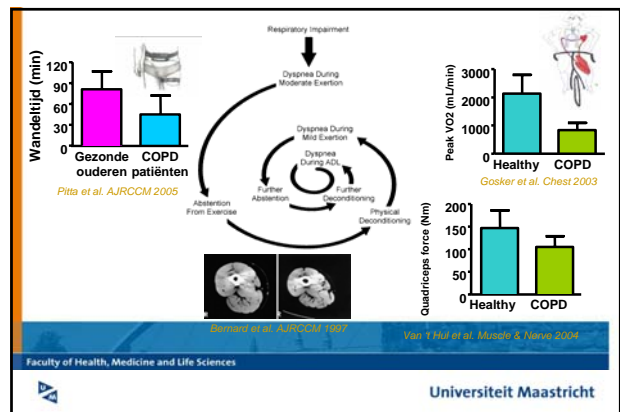 Respiratory Impairment
Dyspnea During
Moderate Exertion
Dyspnea During
Mild Exertion
Dyspnea
During ADL
Further
Abstention
Further
Deconditioning
Abstention
From Exercise
Physical
Deconditioning
Wandeltijd (min)
120
90
60
30
0
Gezonde
ouderen
COPD
patiënten
Pitta et al. AJRCCM 2005
Peak VO2 (mL/min)
3000
2000
1000
0
Healthy
COPD
Gosker et al. Chest 2003
Quadriceps force (Nm)
200
150
100
50
0
Healthy
COPD
Bernard et al. AJRCCM 1997
Van 't Hul et al. Muscle & Nerve 2004
Faculty of Health, Medicine and Life Sciences
Universiteit Maastricht